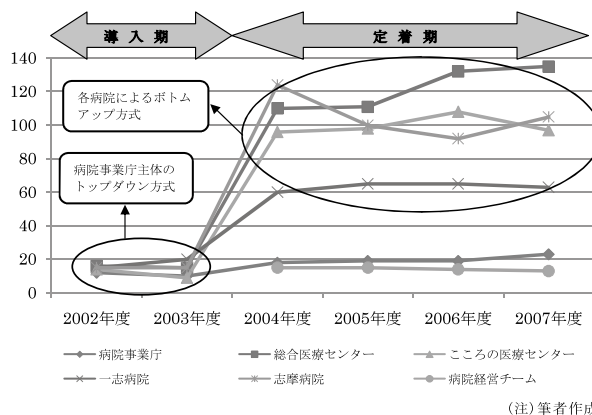 導 入 期
定 着 期
140
120
100
80
60
40
20
0
各病院によるボトム
アップ方式
病院事業庁主体の
トップダウン方式
2002年度 2003年度 2004年度 2005年度 2006年度 2007年度
病院事業庁 総合医療センター こころの医療センター
一志病院 志摩病院 病院経営チーム
(注)筆者作成